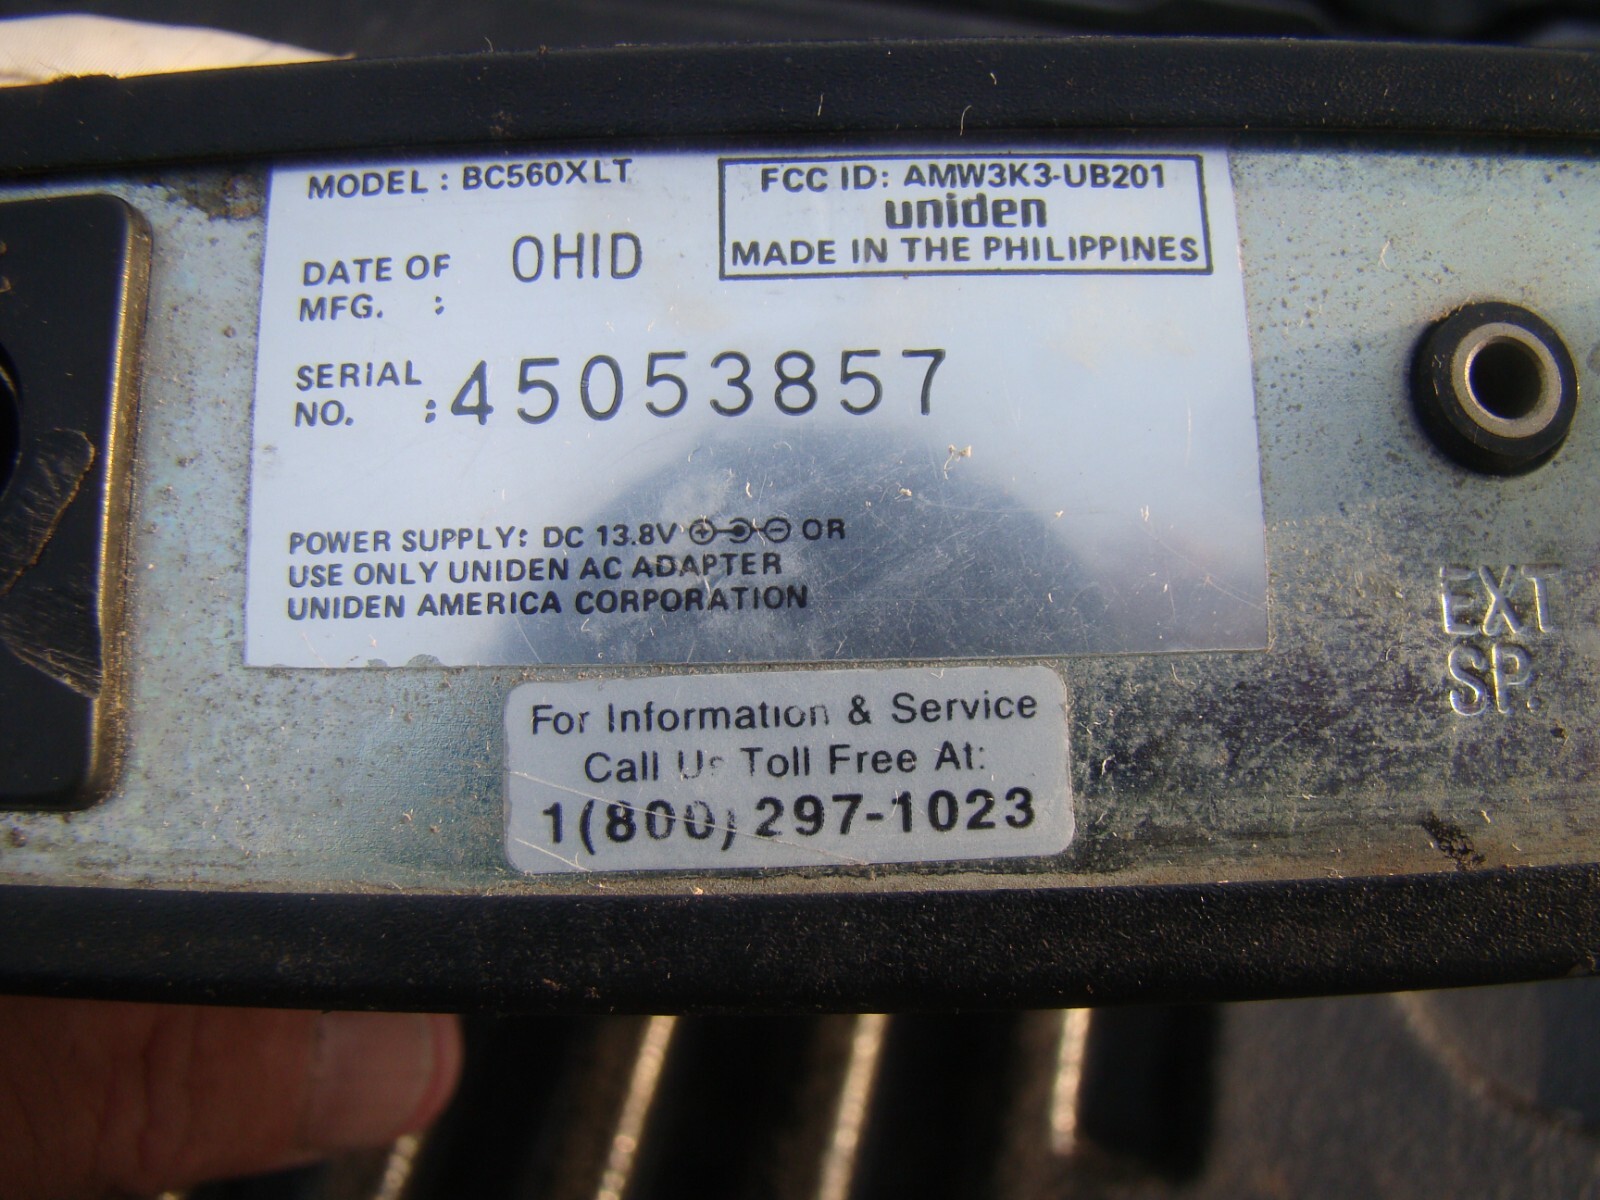 MODEL : BC560XLT
FCC ID: AMW3K3-UB201
uniden
MADE IN THE PHILIPPINES
DATE OF MFG. : OHID
SERIAL NO. : 45053857
POWER SUPPLY: DC 13.8V OR
USE ONLY UNIDEN AC ADAPTER
UNIDEN AMERICA CORPORATION
For Information & Service
Call Us Toll Free At:
1(800) 297-1023
EXT
SP.